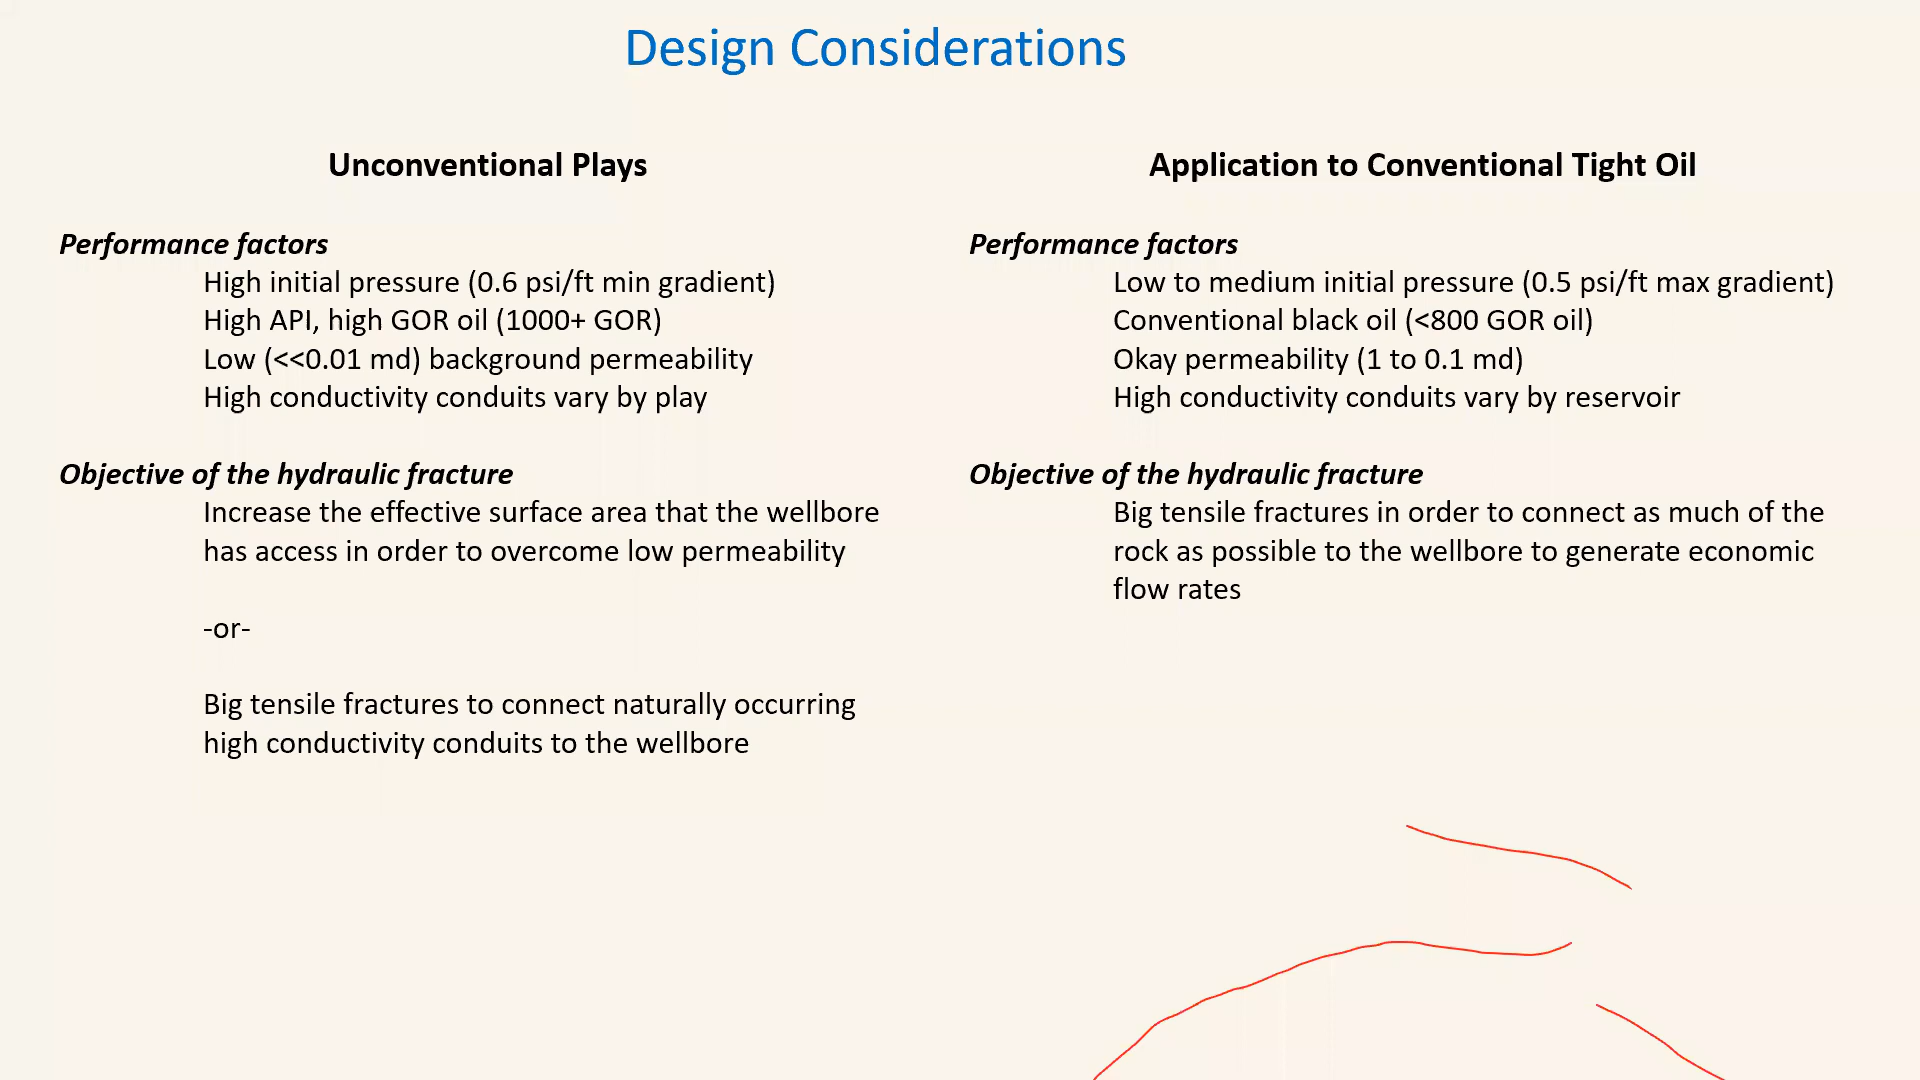 Design Considerations
Unconventional Plays
Performance factors
High initial pressure (0.6 psi/ft min gradient)
High API, high GOR oil (1000+ GOR)
Low (<<0.01 md) background permeability
High conductivity conduits vary by play
Objective of the hydraulic fracture
Increase the effective surface area that the wellbore
has access in order to overcome low permeability
-or-
Big tensile fractures to connect naturally occurring
high conductivity conduits to the wellbore
Application to Conventional Tight Oil
Performance factors
Low to medium initial pressure (0.5 psi/ft max gradient)
Conventional black oil (<800 GOR oil)
Okay permeability (1 to 0.1 md)
High conductivity conduits vary by reservoir
Objective of the hydraulic fracture
Big tensile fractures in order to connect as much of the
rock as possible to the wellbore to generate economic
flow rates